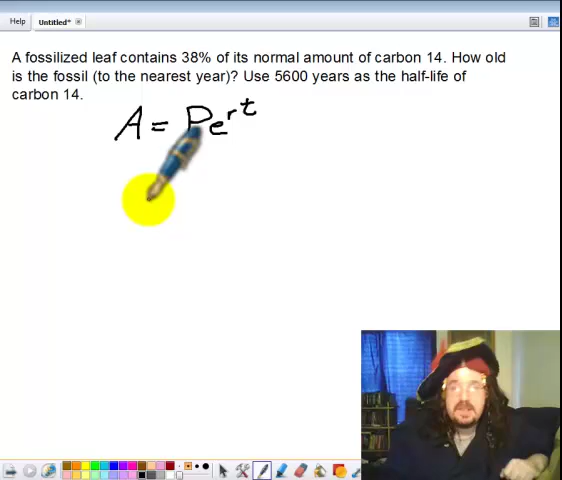 Help Untitled*
A fossilized leaf contains 38% of its normal amount of carbon 14. How old
is the fossil (to the nearest year)? Use 5600 years as the half-life of
carbon 14.
A = Pe^rt